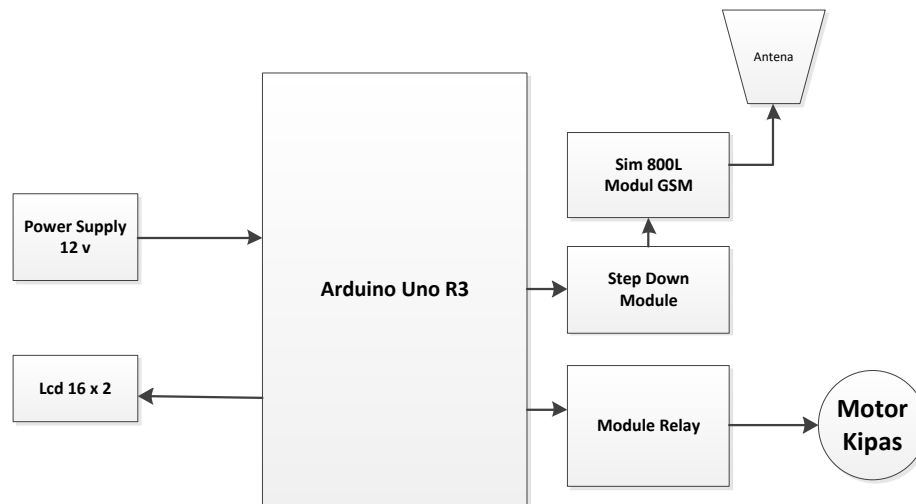 Antena
Sim 800L
Modul GSM
Power Supply
12 v
Arduino Uno R3
Step Down
Module
Lcd 16 x 2
Module Relay
Motor
Kipas